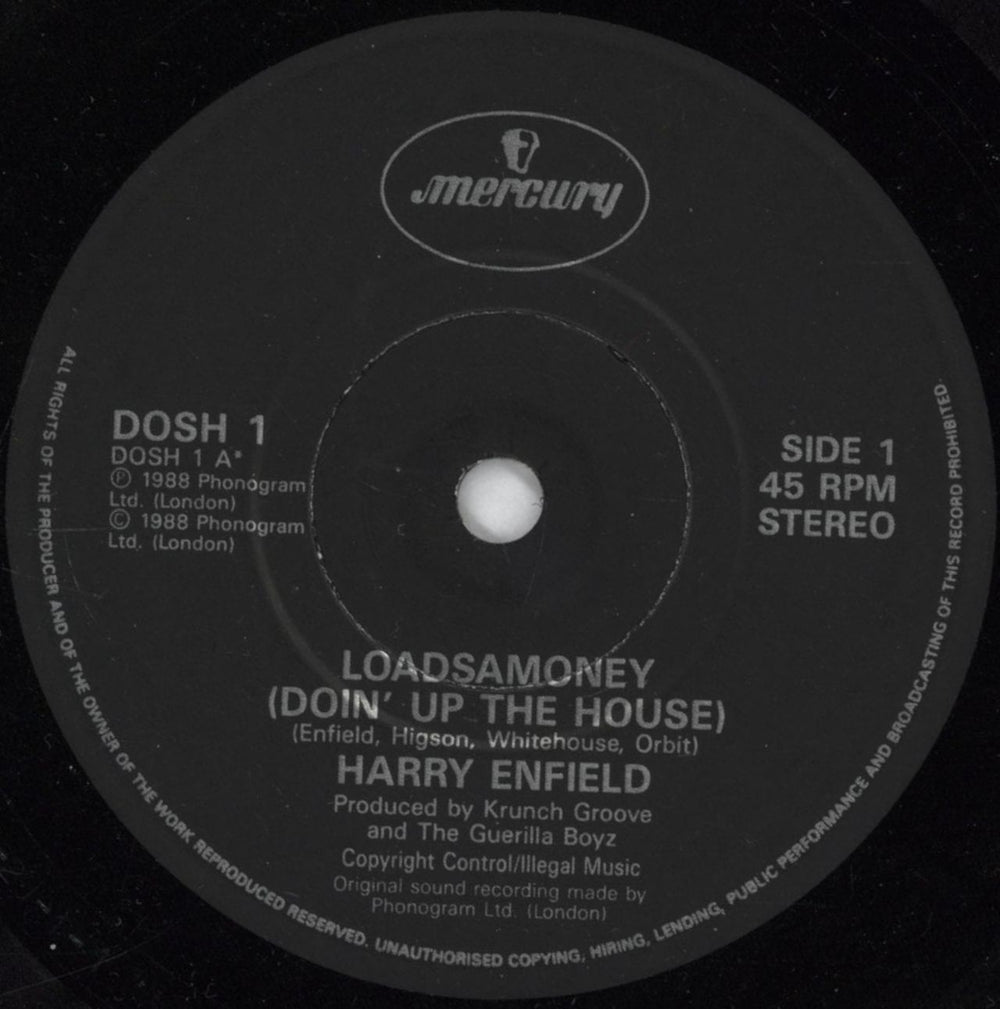 mercury
DOSH 1
DOSH 1 A
℗ 1988 Phonogram
Ltd. (London)
© 1988 Phonogram
Ltd. (London)
SIDE 1
45 RPM
STEREO
LOADSAMONEY
(DOIN' UP THE HOUSE)
(Enfield, Higson, Whitehouse, Orbit)
HARRY ENFIELD
Produced by Krunch Groove
and The Guerilla Boyz
Copyright Control/Illegal Music
Original sound recording made by
Phonogram Ltd. (London)
ALL RIGHTS OF THE PRODUCER AND OF THE OWNER OF THE WORK REPRODUCED RESERVED. UNAUTHORISED COPYING, HIRING, LENDING, PUBLIC PERFORMANCE AND BROADCASTING OF THIS RECORD PROHIBITED.